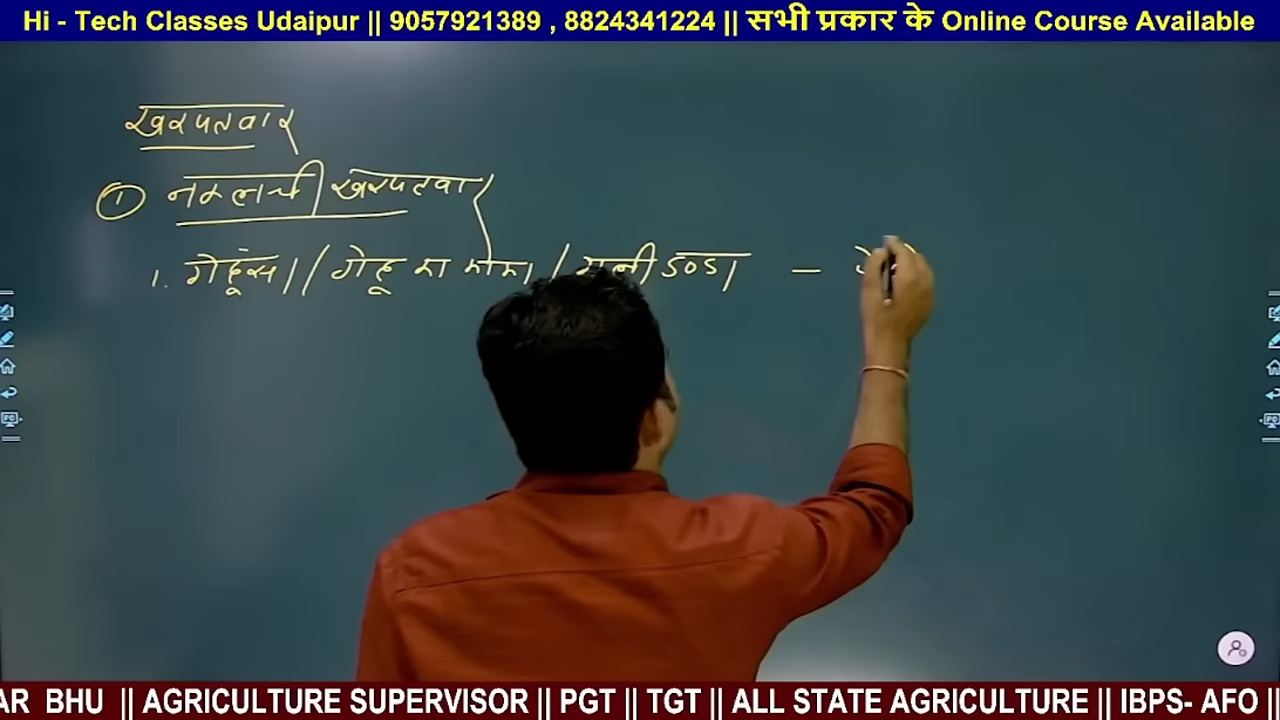 Hi - Tech Classes Udaipur || 9057921389 , 8824341224 || सभी प्रकार के Online Course Available
खरपतवार
① नकलची खरपतवार
1. गेहूंसा // गेहू का मामा / गुली डंडा –
AR BHU || AGRICULTURE SUPERVISOR || PGT || TGT || ALL STATE AGRICULTURE || IBPS- AFO ||